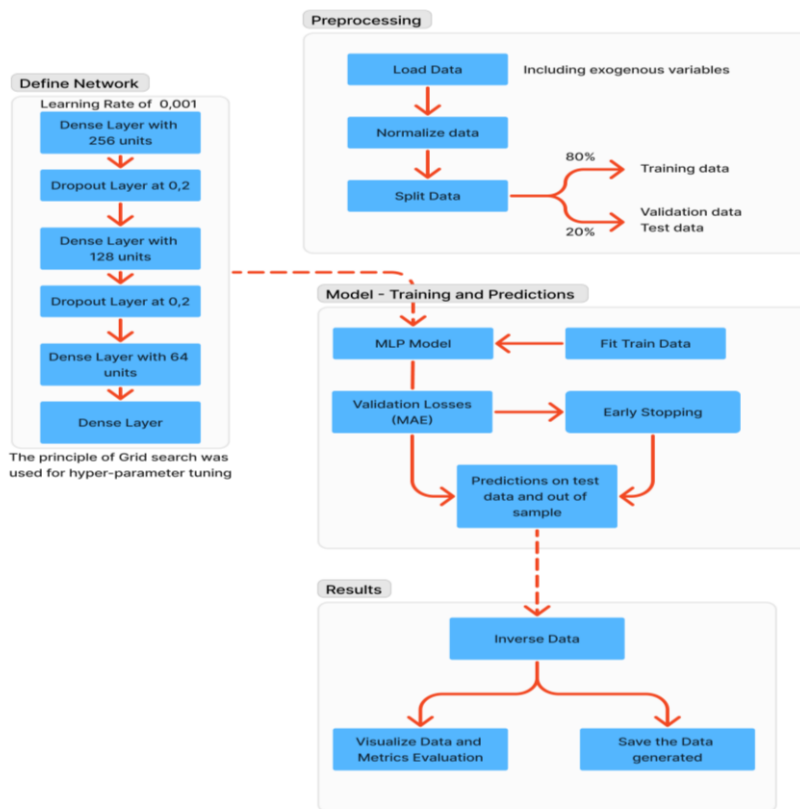 Preprocessing
Load Data
Including exogenous variables
Normalize data
Split Data
80%
Training data
Validation data
Test data
20%
Define Network
Learning Rate of 0,001
Dense Layer with
256 units
Dropout Layer at 0,2
Dense Layer with
128 units
Dropout Layer at 0,2
Dense Layer with 64
units
Dense Layer
The principle of Grid search was
used for hyper-parameter tuning
Model - Training and Predictions
MLP Model
Fit Train Data
Validation Losses
(MAE)
Early Stopping
Predictions on test
data and out of
sample
Results
Inverse Data
Visualize Data and
Metrics Evaluation
Save the Data
generated